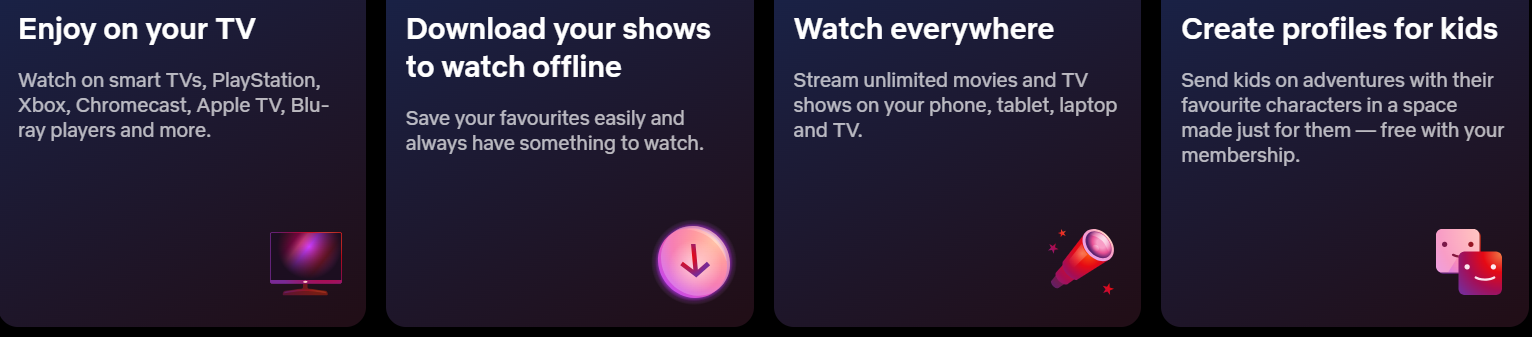 Enjoy on your TV
Watch on smart TVs, PlayStation,
Xbox, Chromecast, Apple TV, Blu-
ray players and more.
Download your shows
to watch offline
Save your favourites easily and
always have something to watch.
Watch everywhere
Stream unlimited movies and TV
shows on your phone, tablet, laptop
and TV.
Create profiles for kids
Send kids on adventures with their
favourite characters in a space
made just for them — free with your
membership.